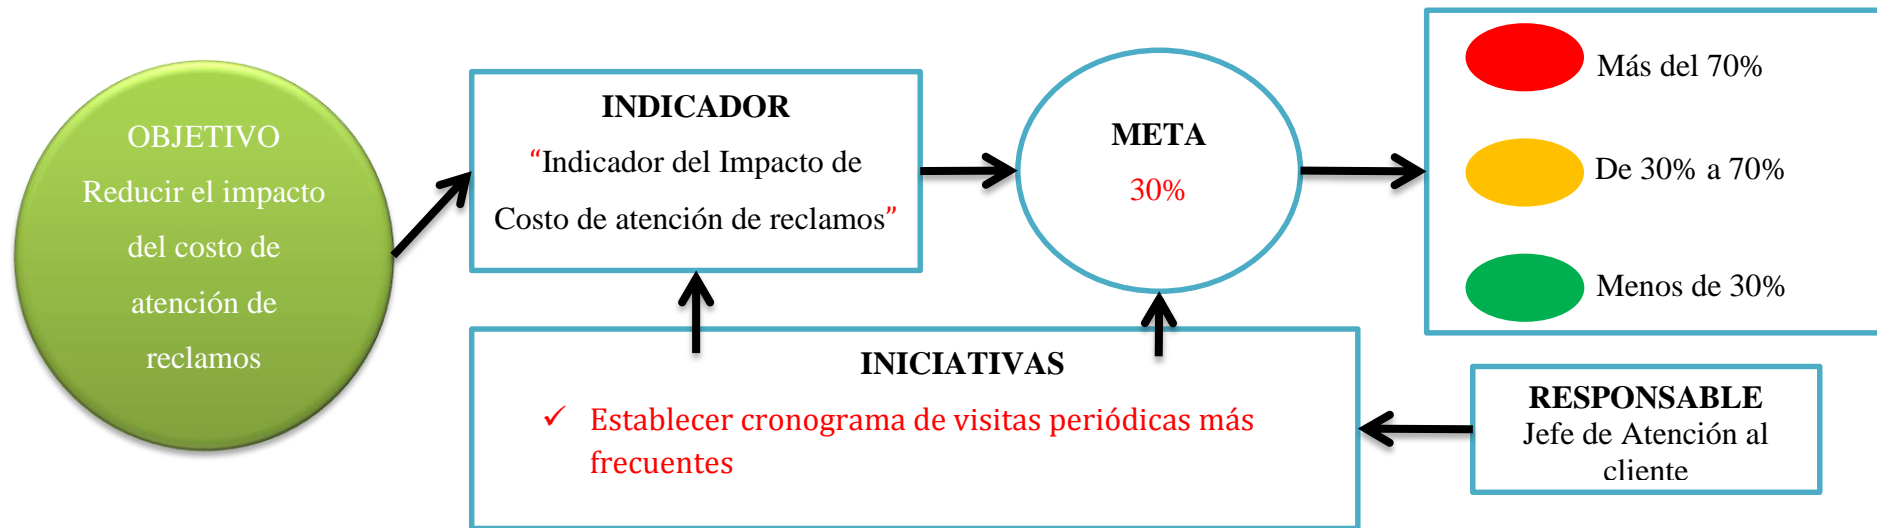 OBJETIVO
Reducir el impacto
del costo de
atención de
reclamos
INDICADOR
“Indicador del Impacto de
Costo de atención de reclamos”
META
30%
Más del 70%
De 30% a 70%
Menos de 30%
INICIATIVAS
✓ Establecer cronograma de visitas periódicas más
frecuentes
RESPONSABLE
Jefe de Atención al
cliente